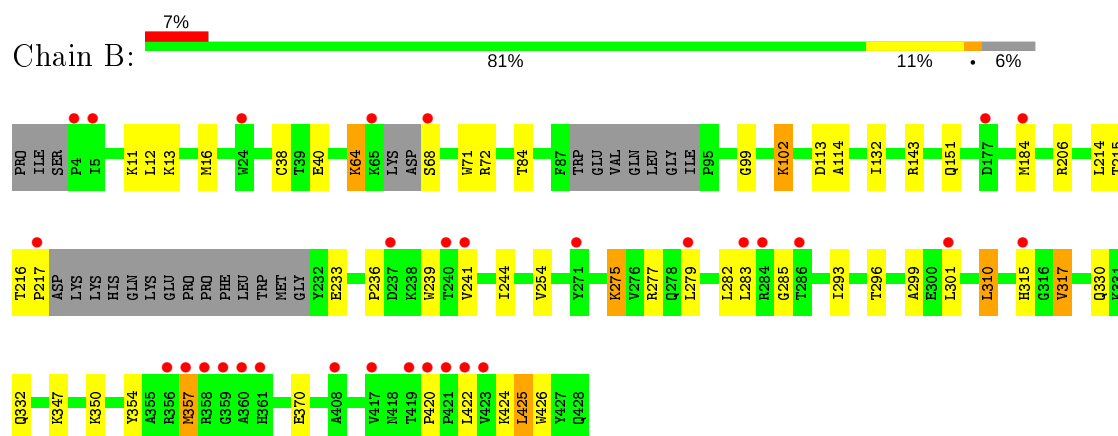 7%
Chain B:
81% 11% • 6%
PRO ILE SER P4 I5 K11 L12 K13 M16 W24 C38 T39 E40 K64 K65 LYS ASP S68 W71 R72 T84 F87 TRP GLU VAL GLN LEU GLY ILE P95 G99 K102 D113 A114 I132 R143 Q151 D177 M184 R206 L214 T215
T216 P217 ASP LYS LYS HIS GLN LYS GLU PRO PRO PHE LEU TRP MET GLY Y232 E233 P236 D237 K238 W239 T240 V241 I244 V254 Y271 K275 V276 R277 Q278 L279 L282 L283 R284 G285 T286 I293 T296 A299 E300 L301 L310 H315 G316 V317 Q330 K331
Q332 K347 K350 Y354 A355 R356 M357 R358 G359 A360 H361 E370 A408 V417 N418 T419 P420 P421 L422 V423 K424 L425 W426 Y427 Q428